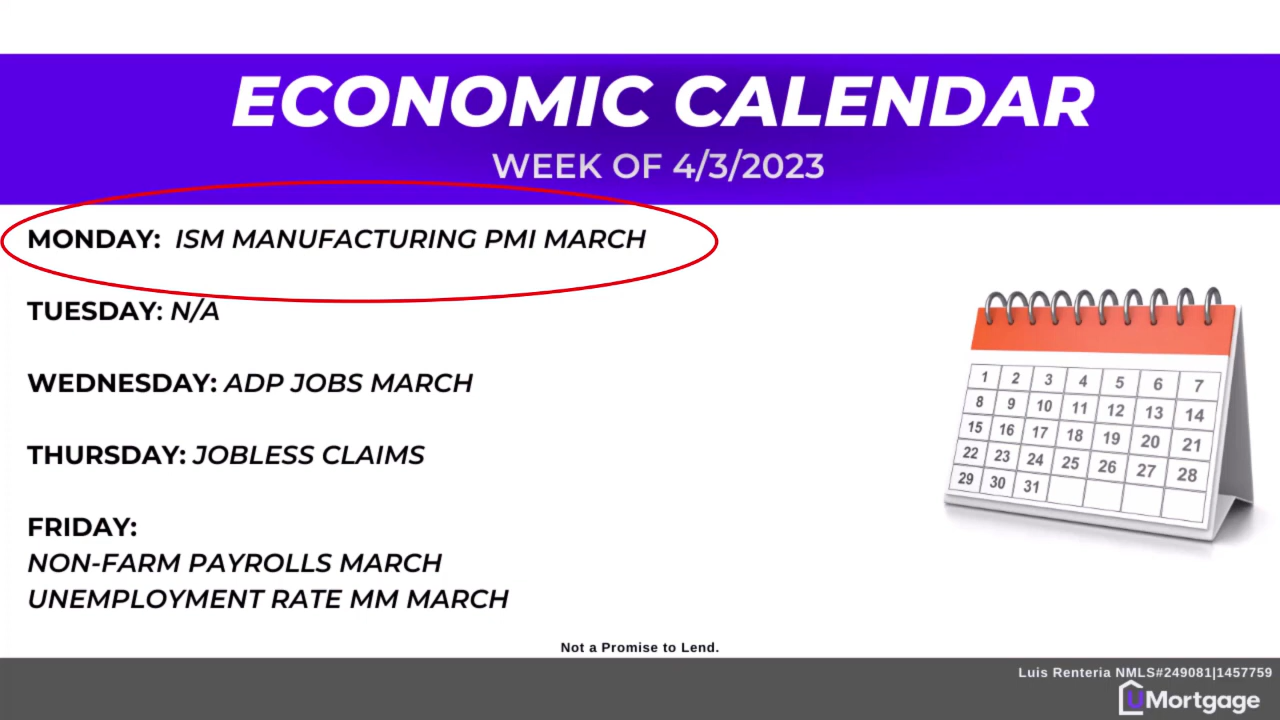 ECONOMIC CALENDAR
WEEK OF 4/3/2023
MONDAY: ISM MANUFACTURING PMI MARCH
TUESDAY: N/A
WEDNESDAY: ADP JOBS MARCH
THURSDAY: JOBLESS CLAIMS
FRIDAY:
NON-FARM PAYROLLS MARCH
UNEMPLOYMENT RATE MM MARCH
1 2 3 4 5 6 7
8 9 10 11 12 13 14
15 16 17 18 19 20 21
22 23 24 25 26 27 28
29 30 31
Not a Promise to Lend.
Luis Renteria NMLS#249081|1457759
UMortgage